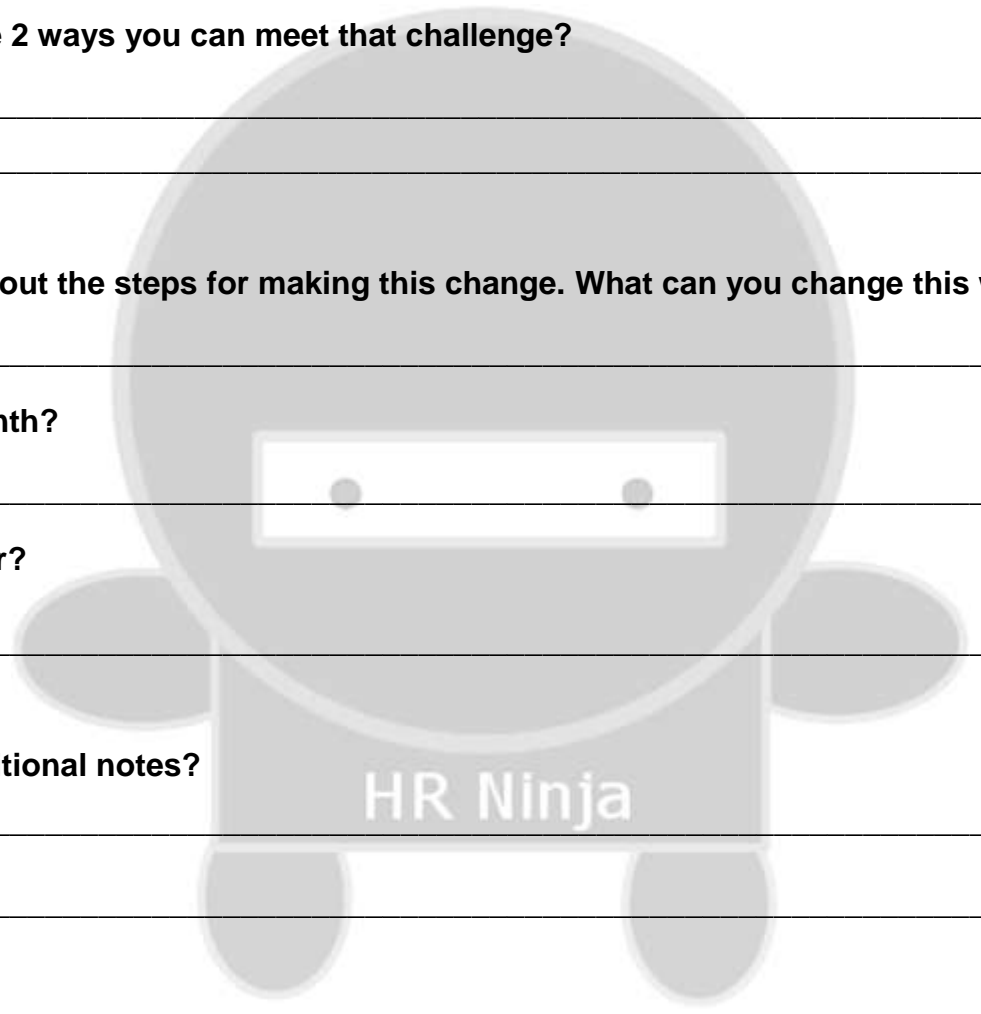 2 ways you can meet that challenge?
out the steps for making this change. What can you change this
r?
tional notes?
HR Ninja